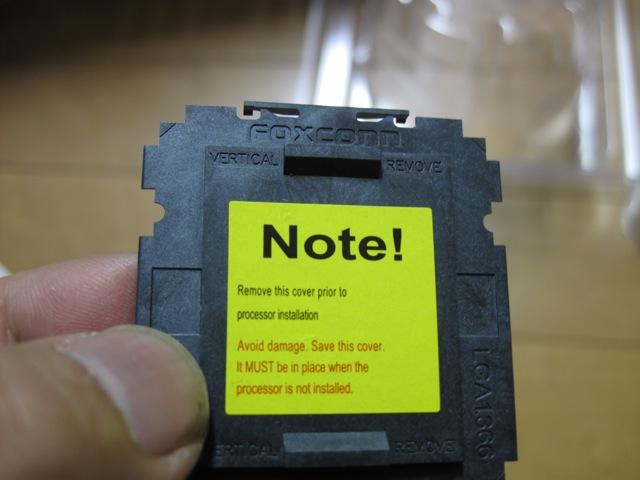 FOXCONN
VERTICAL REMOVE
Note!
Remove this cover prior to
processor installation
Avoid damage. Save this cover.
It MUST be in place when the
processor is not installed.
LGA1366
VERTICAL REMOVE